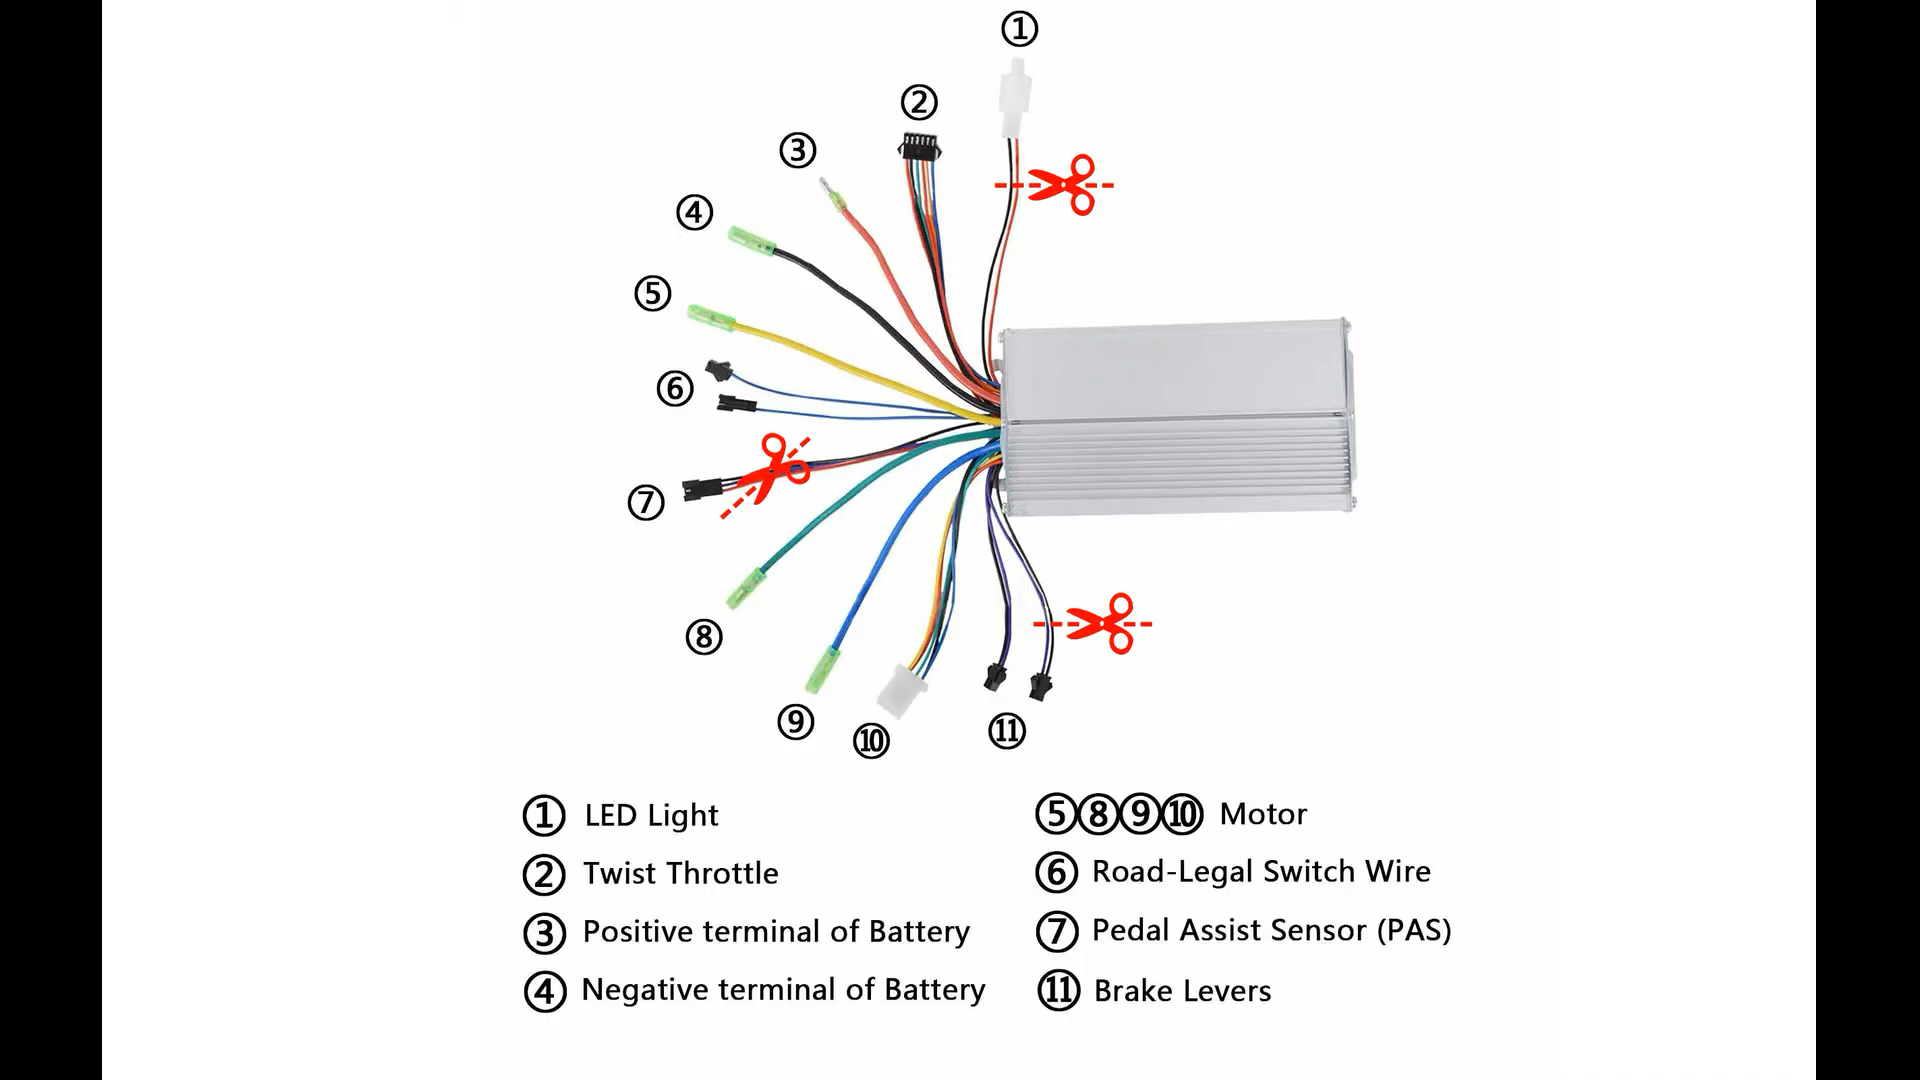 ①
②
③
④
⑤
⑥
⑦
⑧
⑨
⑩
⑪
① LED Light
② Twist Throttle
③ Positive terminal of Battery
④ Negative terminal of Battery
⑤⑧⑨⑩ Motor
⑥ Road-Legal Switch Wire
⑦ Pedal Assist Sensor (PAS)
⑪ Brake Levers